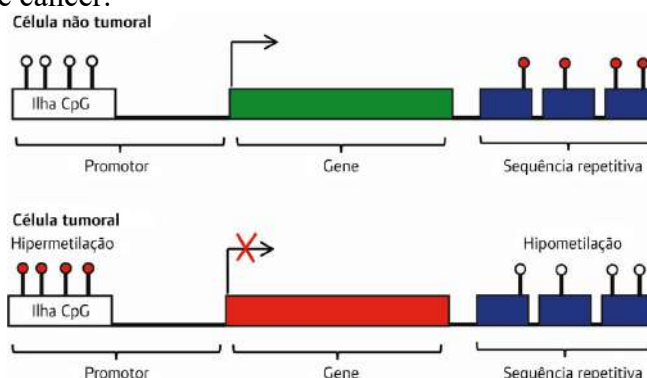 e cancer.
Célula não tumoral
Ilha CpG
Promotor
Gene
Sequência repetitiva
Célula tumoral
Hipermetilação
Hipometilação
Ilha CpG
Promotor
Gene
Sequência repetitiva